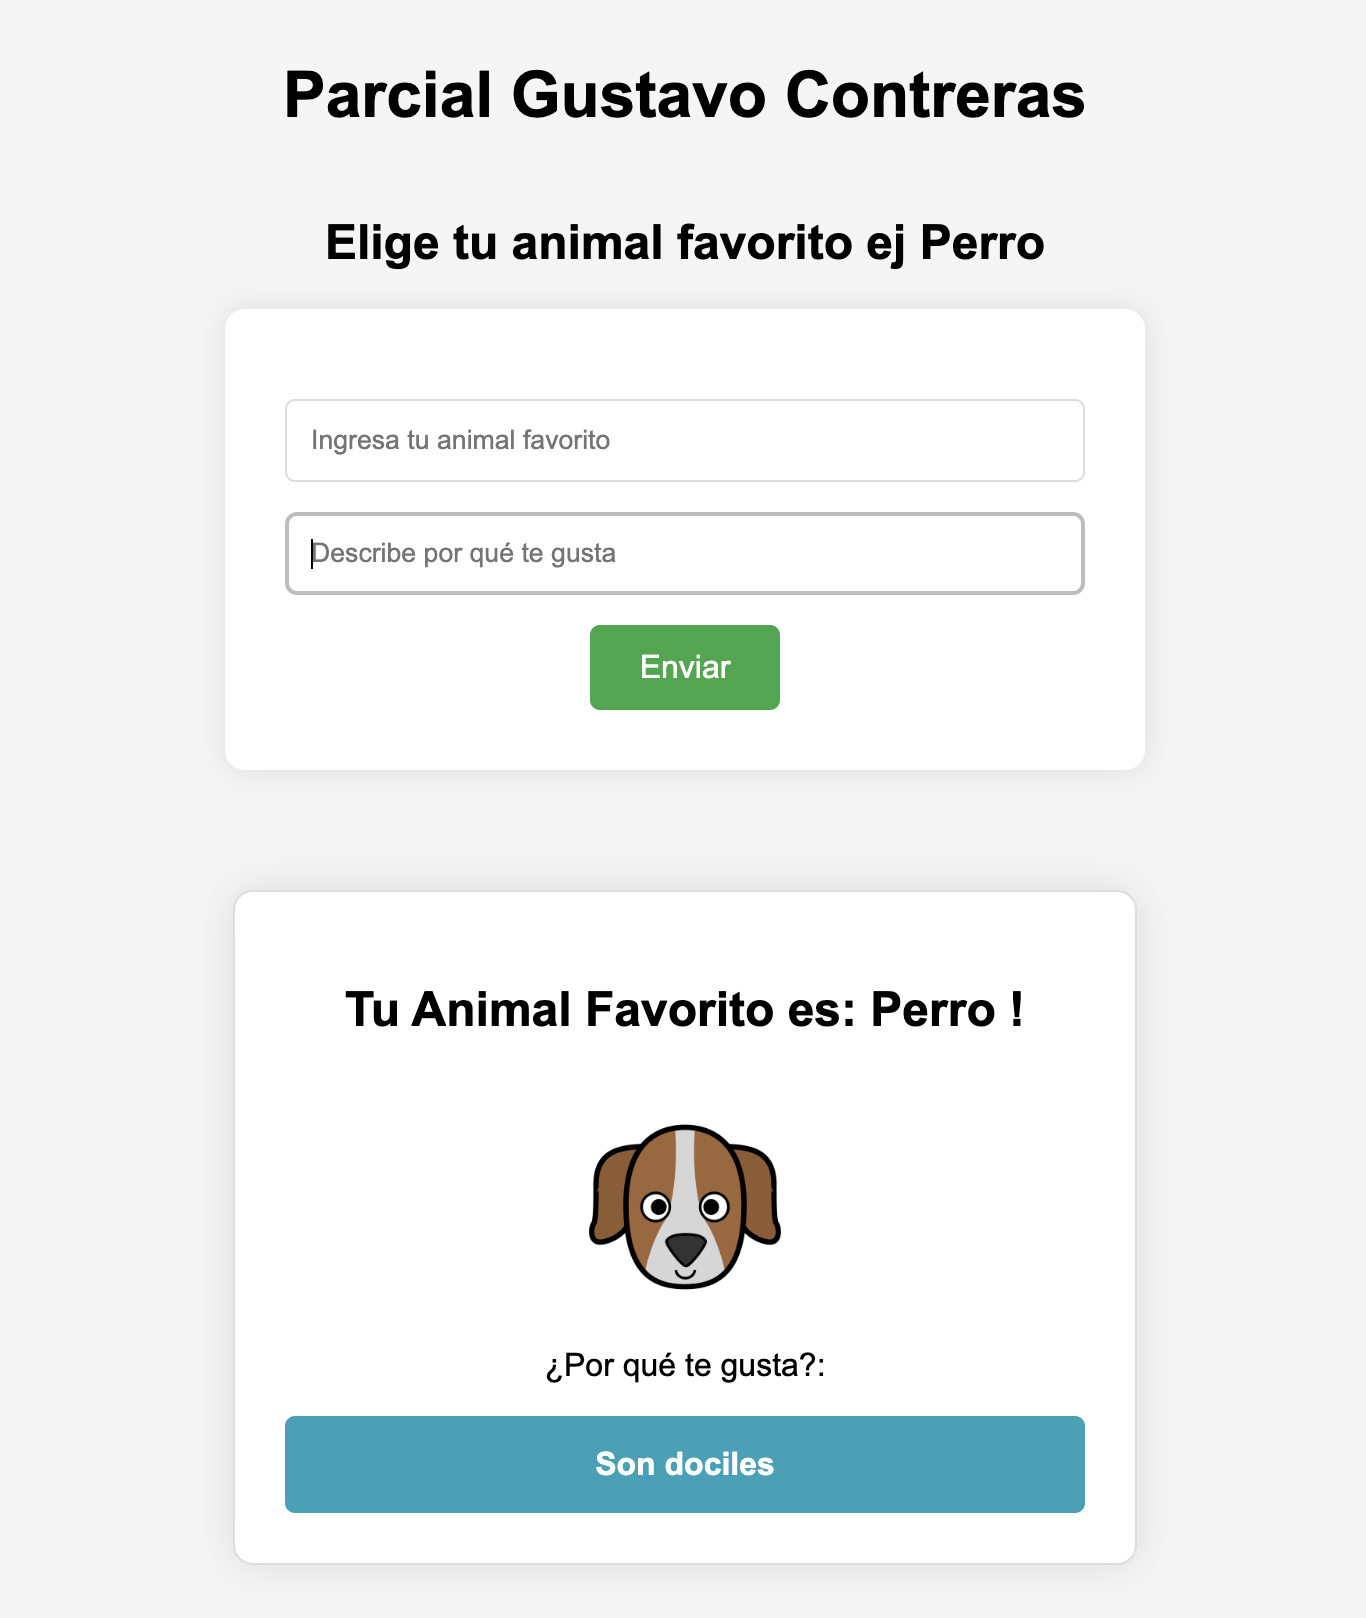 Parcial Gustavo Contreras
Elige tu animal favorito ej Perro
Ingresa tu animal favorito
Describe por qué te gusta
Enviar
Tu Animal Favorito es: Perro !
¿Por qué te gusta?:
Son dociles